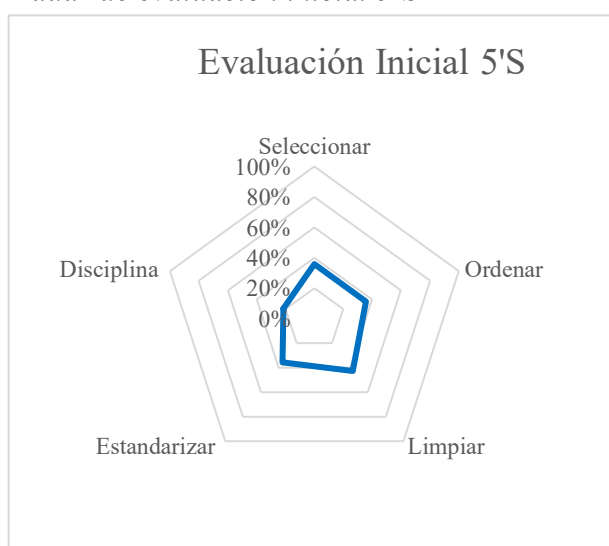 Evaluación Inicial 5'S
Seleccionar
100%
80%
60%
40%
20%
0%
Ordenar
Disciplina
Estandarizar
Limpiar